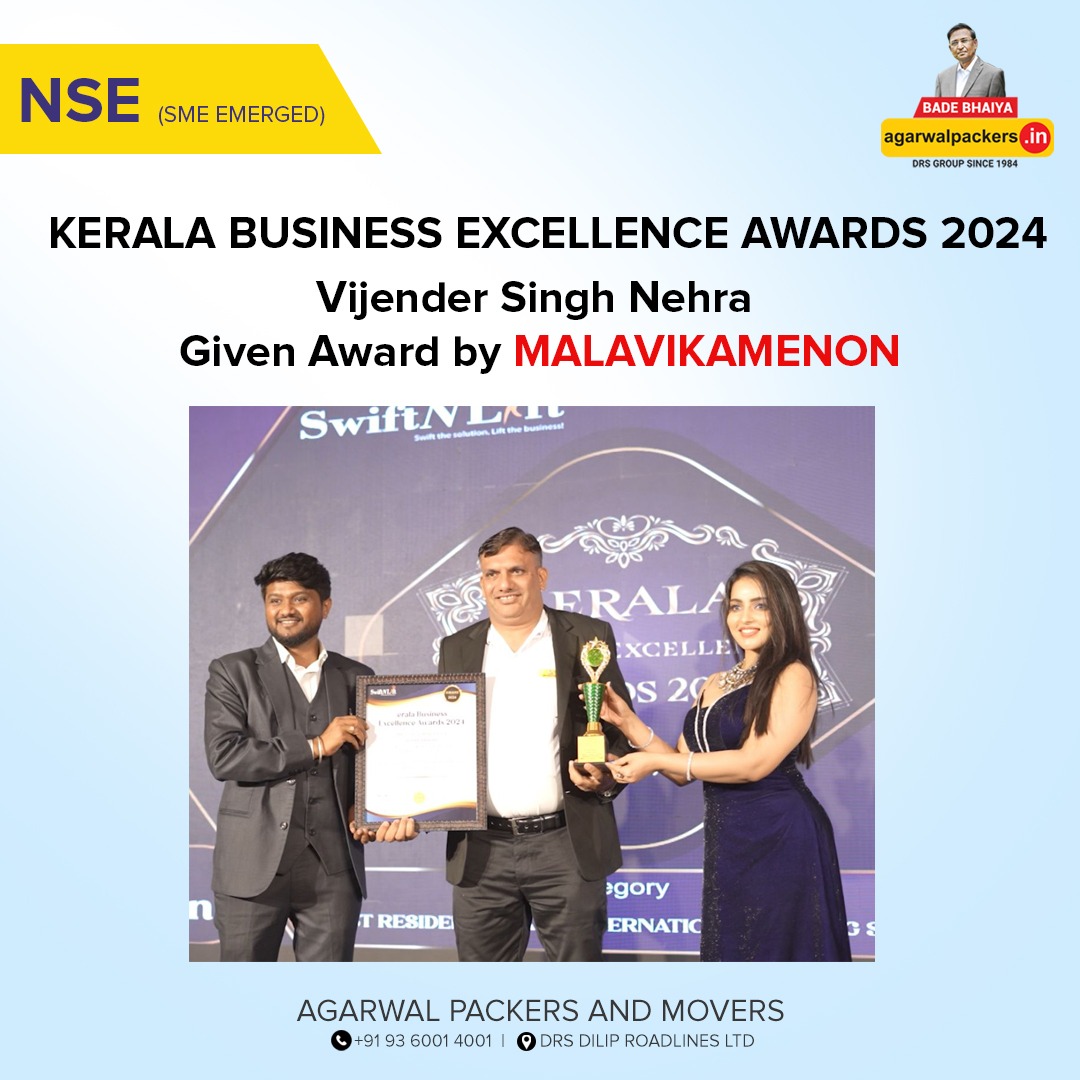 NSE (SME EMERGED)
BADE BHAIYA
agarwalpackers.in
DRS GROUP SINCE 1984
KERALA BUSINESS EXCELLENCE AWARDS 2024
Vijender Singh Nehra
Given Award by MALAVIKAMENON
Swift
Swift the solution. Lift the business!
ERALA
EXCELLE
DS 20
erala Business
Excellence Awards 2024
egory
T RESIDE ERNATIO G S
AGARWAL PACKERS AND MOVERS
+91 93 6001 4001 | DRS DILIP ROADLINES LTD